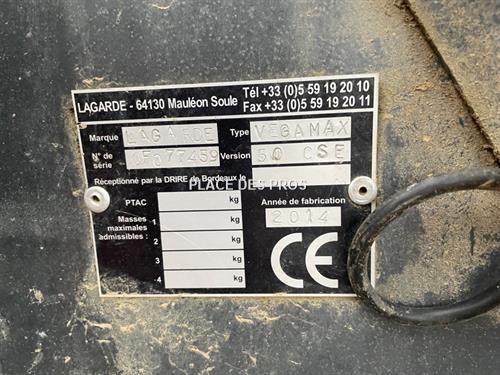 LAGARDE - 64130 Mauléon Soule
Tél +33 (0)5 59 19 20 10
Fax +33 (0)5 59 19 20 11
Marque LAGARDE Type VEGAMAX
N° de série Version 50 CSE
Réceptionné par la DRIRE de Bordeaux le
PLACE DES PROS
PTAC kg
Masses maximales admissibles :
1 kg
2 kg
3 kg
4 kg
Année de fabrication
2014
CE